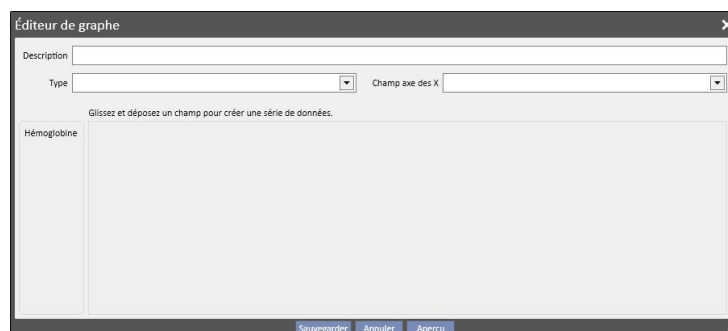 Éditeur de graphe
Description
Type Champ axe des X
Glissez et déposez un champ pour créer une série de données.
Hémoglobine
Sauvegarder Annuler Aperçu